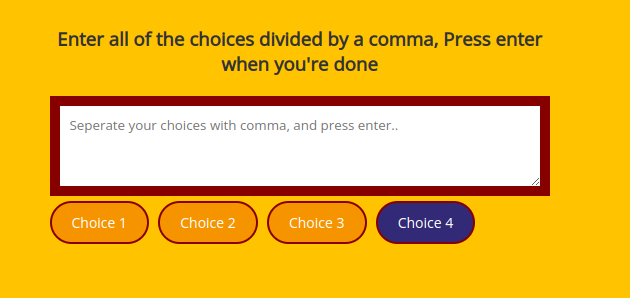 Enter all of the choices divided by a comma, Press enter
when you're done
Seperate your choices with comma, and press enter..
Choice 1 Choice 2 Choice 3 Choice 4